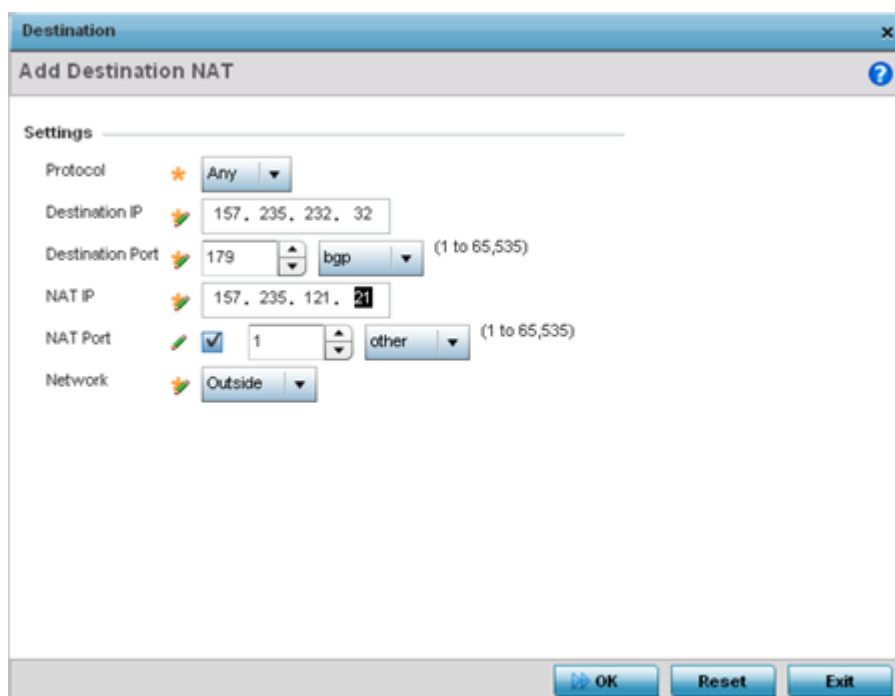 Destination
Add Destination NAT
Settings
Protocol Any
Destination IP 157. 235. 232. 32
Destination Port 179 bgp (1 to 65,535)
NAT IP 157. 235. 121. 21
NAT Port 1 other (1 to 65,535)
Network Outside
OK Reset Exit